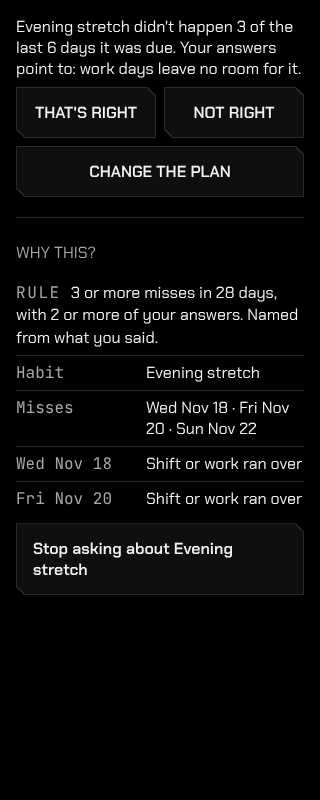 Evening stretch didn't happen 3 of the
last 6 days it was due. Your answers
point to: work days leave no room for it.
THAT'S RIGHT
NOT RIGHT
CHANGE THE PLAN
WHY THIS?
RULE 3 or more misses in 28 days,
with 2 or more of your answers. Named
from what you said.
Habit Evening stretch
Misses Wed Nov 18 · Fri Nov
20 · Sun Nov 22
Wed Nov 18 Shift or work ran over
Fri Nov 20 Shift or work ran over
Stop asking about Evening
stretch